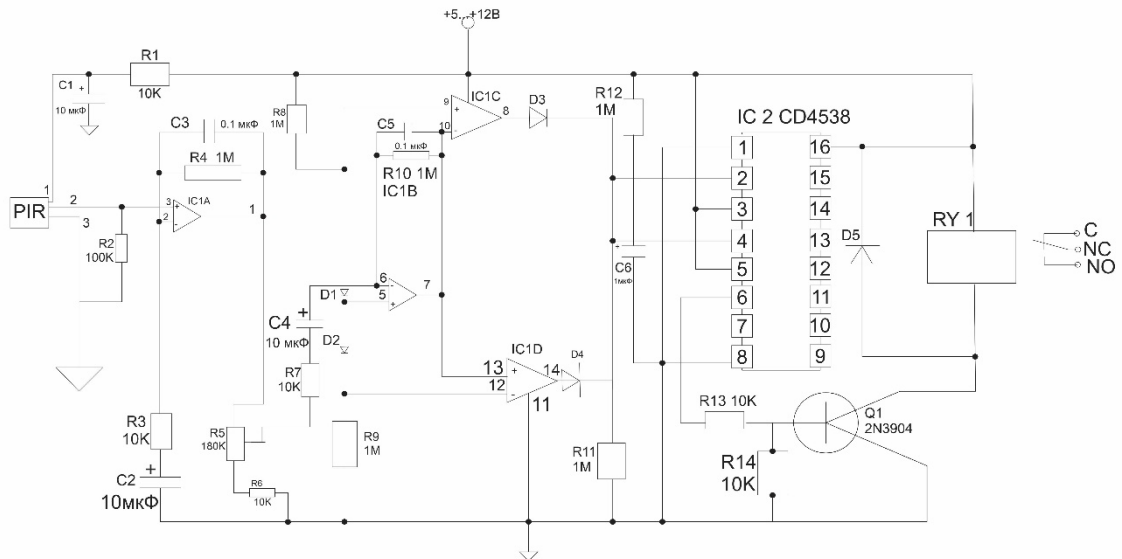 +5...+12В
R1
10K
C1
+
10 мкФ
C3
0.1 мкФ
R4 1M
R8
1M
C5
0.1 мкФ
R10 1M
IC1B
9
+
10
-
IC1C
8
D3
R12
1M
IC 2 CD4538
1
2
3
4
5
6
7
8
16
15
14
13
12
11
10
9
PIR
1
2
3
R2
100K
3
+
2
-
IC1A
1
D1
D2
6
-
5
+
7
C4
+
10 мкФ
R7
10K
IC1D
13
+
12
-
14
11
D4
+
C6
1мкФ
D5
RY 1
C
NC
NO
R3
10K
+
C2
10мкФ
R5
180K
R6
10K
R9
1M
R11
1M
R13 10K
R14
10K
Q1
2N3904